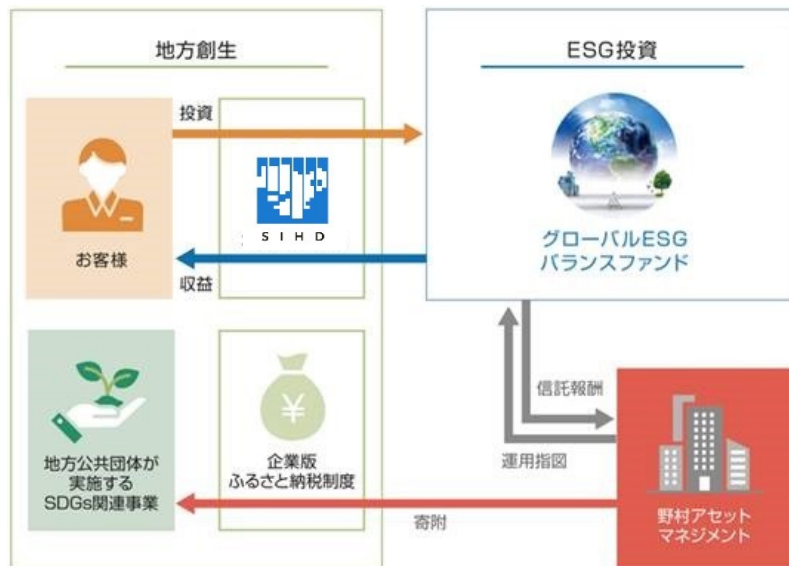 地方創生
ESG投資
投資
お客様
SIHD
収益
グローバルESG
バランスファンド
信託報酬
運用指図
地方公共団体が
実施する
SDGs関連事業
¥
企業版
ふるさと納税制度
寄附
野村アセット
マネジメント